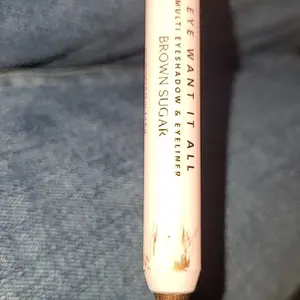 EYE WANT IT ALL
MULTI EYESHADOW & EYELINER
BROWN SUGAR